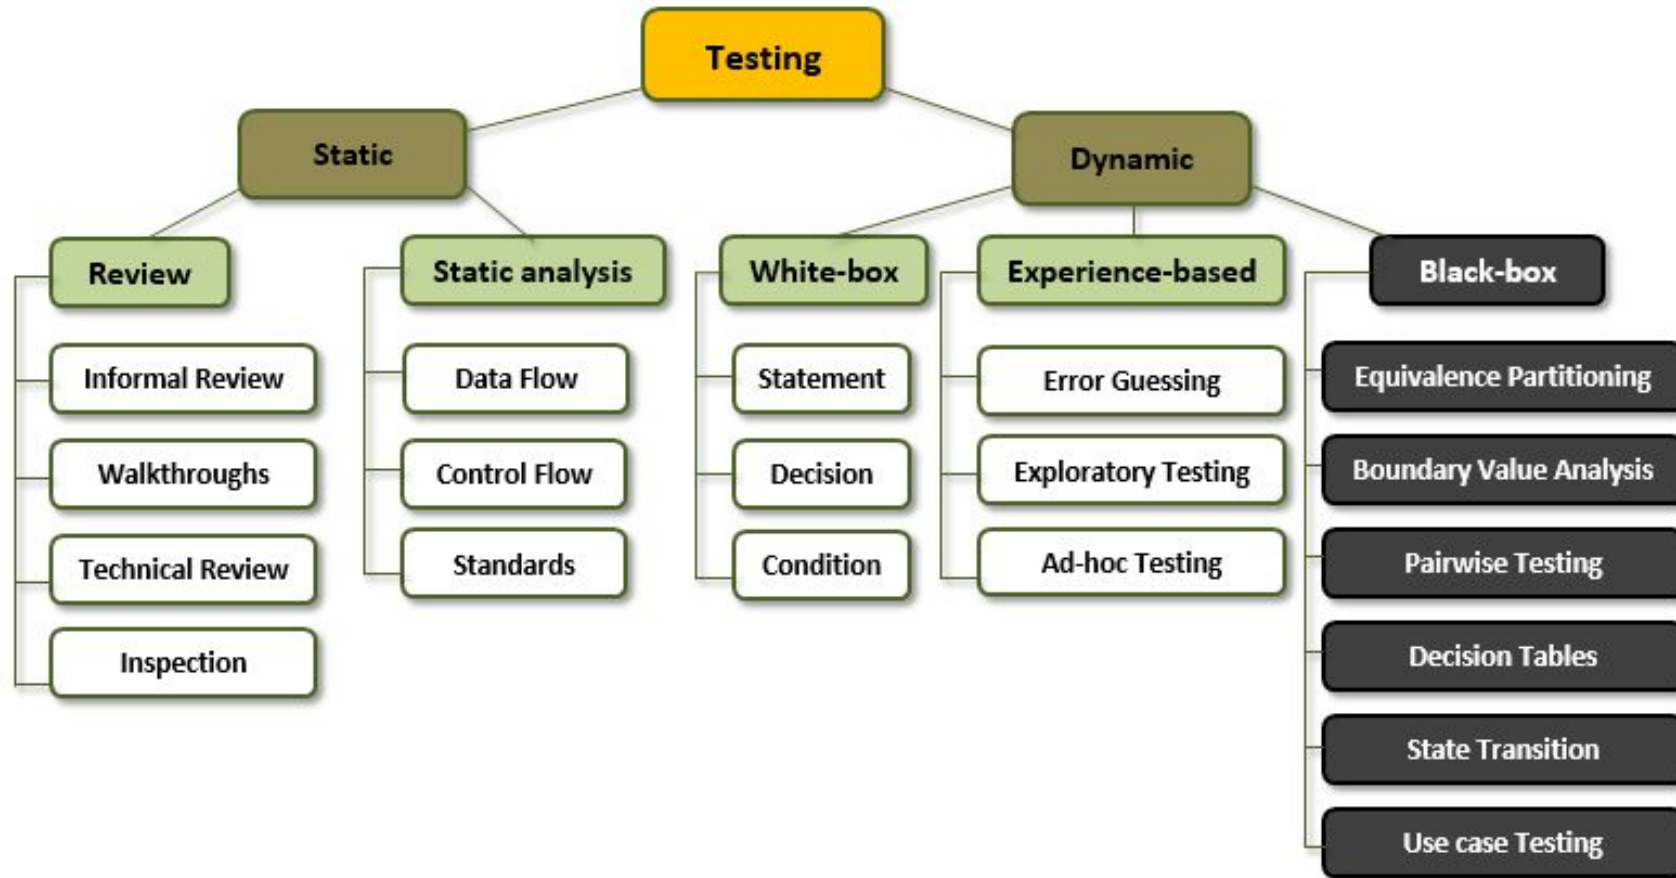 Testing
Static
Dynamic
Review
Static analysis
White-box
Experience-based
Black-box
Informal Review
Walkthroughs
Technical Review
Inspection
Data Flow
Control Flow
Standards
Statement
Decision
Condition
Error Guessing
Exploratory Testing
Ad-hoc Testing
Equivalence Partitioning
Boundary Value Analysis
Pairwise Testing
Decision Tables
State Transition
Use case Testing